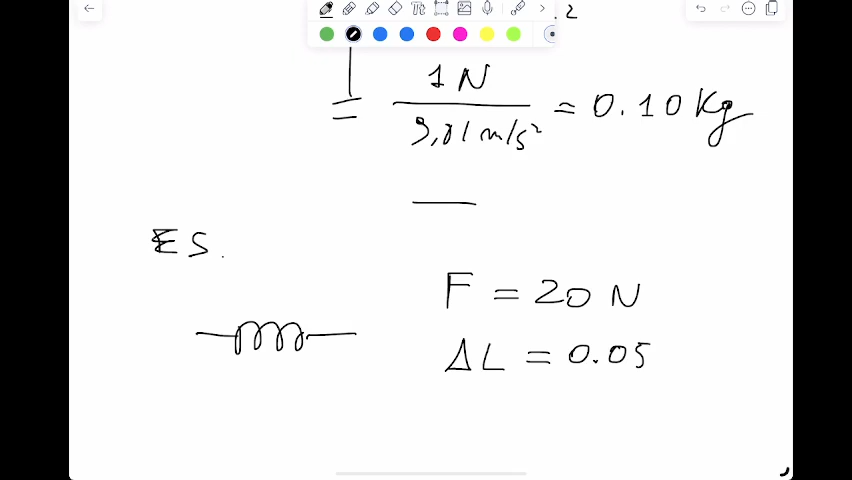 1 N
= ――― = 0.10 Kg
9,81 m/s²
ES.
F = 20 N
ΔL = 0.05